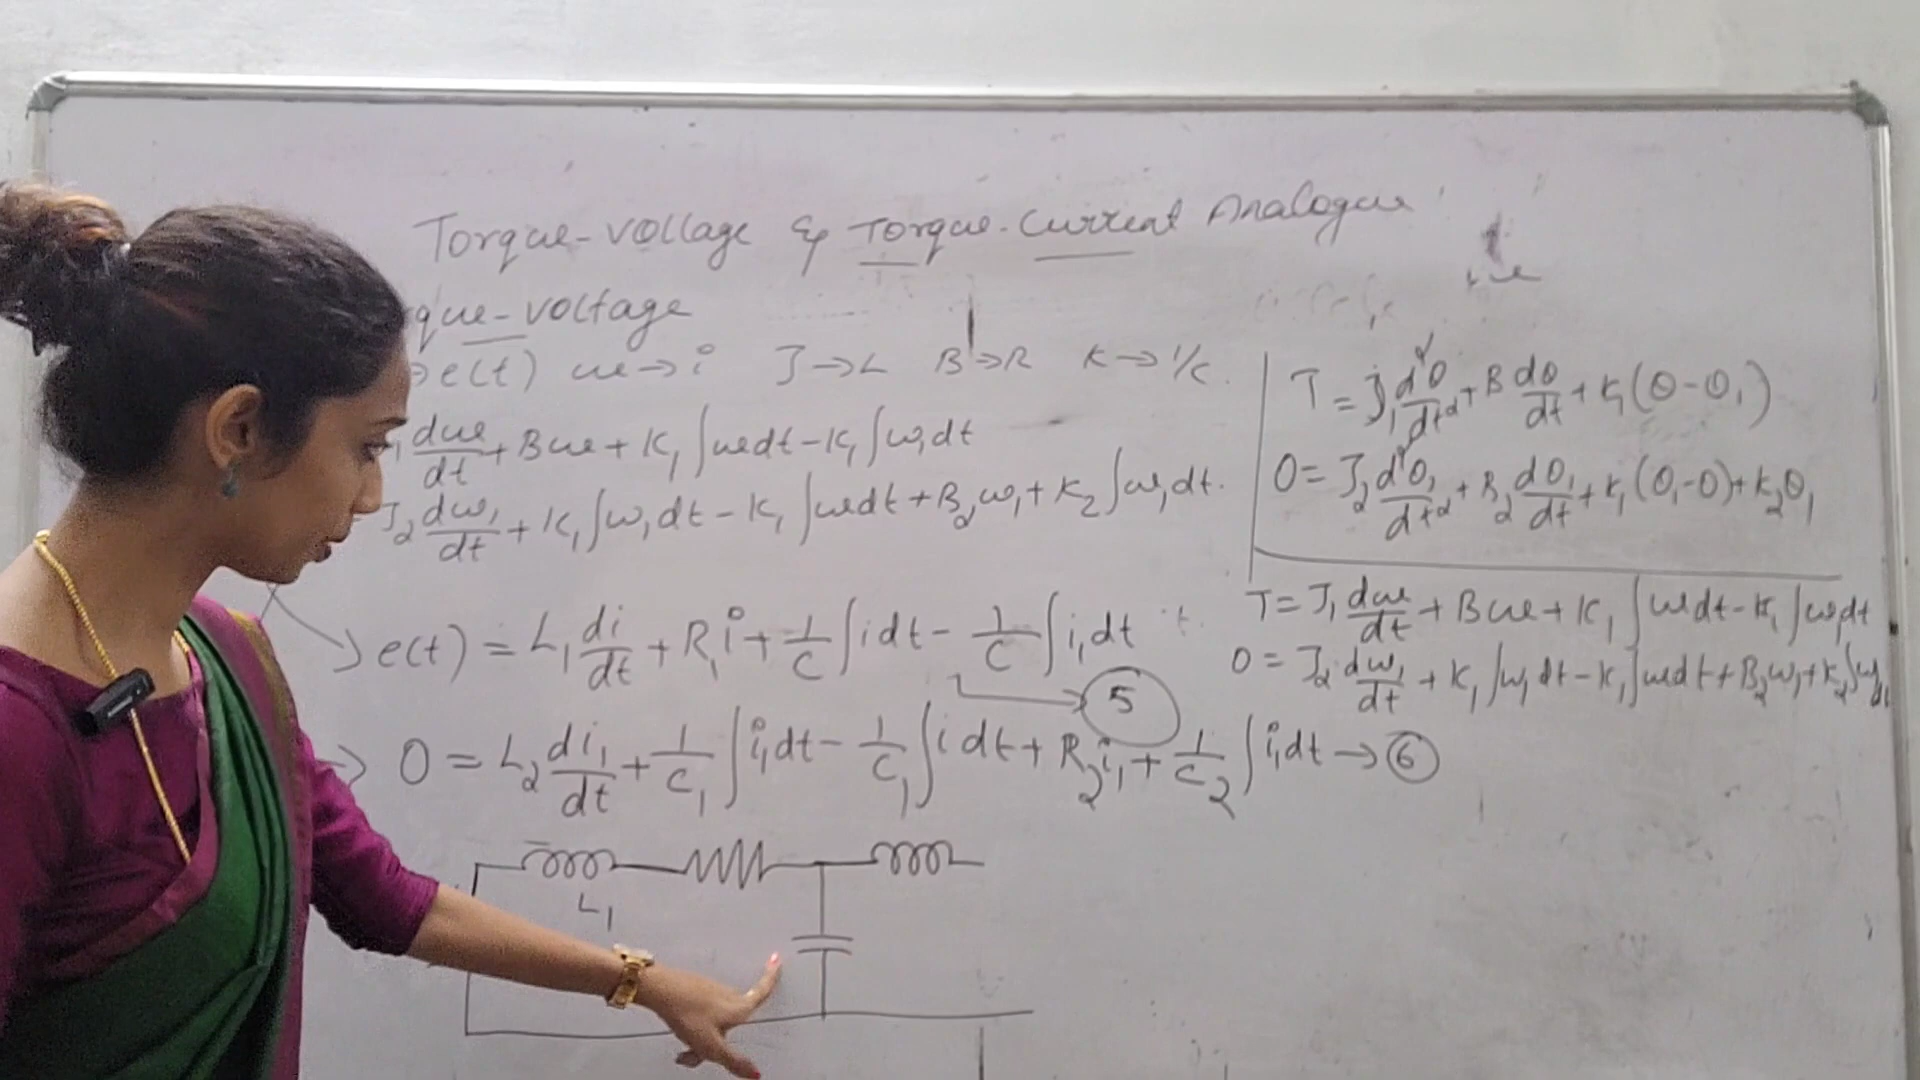 Torque-voltage & Torque-Current Analogue
que-voltage
e(t) ω→i J→L B→R K→1/C.
dω/dt + Bω + K₁∫ωdt - K₁∫ω₁dt
J₂ dω₁/dt + K₁∫ω₁dt - K₁∫ωdt + B₂ω₁ + K₂∫ω₁dt.
→ e(t) = L₁ di/dt + R₁i + 1/C∫idt - 1/C∫i₁dt → 5
→ 0 = L₂ di₁/dt + 1/C₁∫i₁dt - 1/C₁∫idt + R₂i₁ + 1/C₂∫i₁dt → 6
L₁
T = J₁ d²θ/dt² + B dθ/dt + K₁(θ-θ₁)
0 = J₂ d²θ₁/dt² + B₂ dθ₁/dt + K₁(θ₁-θ) + K₂θ₁
T = J₁ dω/dt + Bω + K₁∫ωdt - K₁∫ω₁dt
0 = J₂ dω₁/dt + K₁∫ω₁dt - K₁∫ωdt + B₂ω₁ + K₂∫ω₁dt